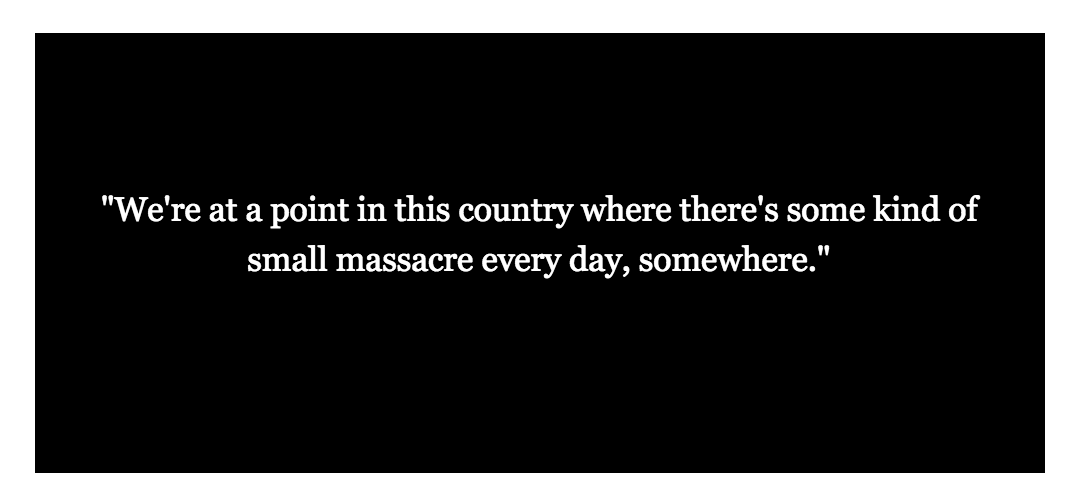 "We're at a point in this country where there's some kind of
small massacre every day, somewhere."